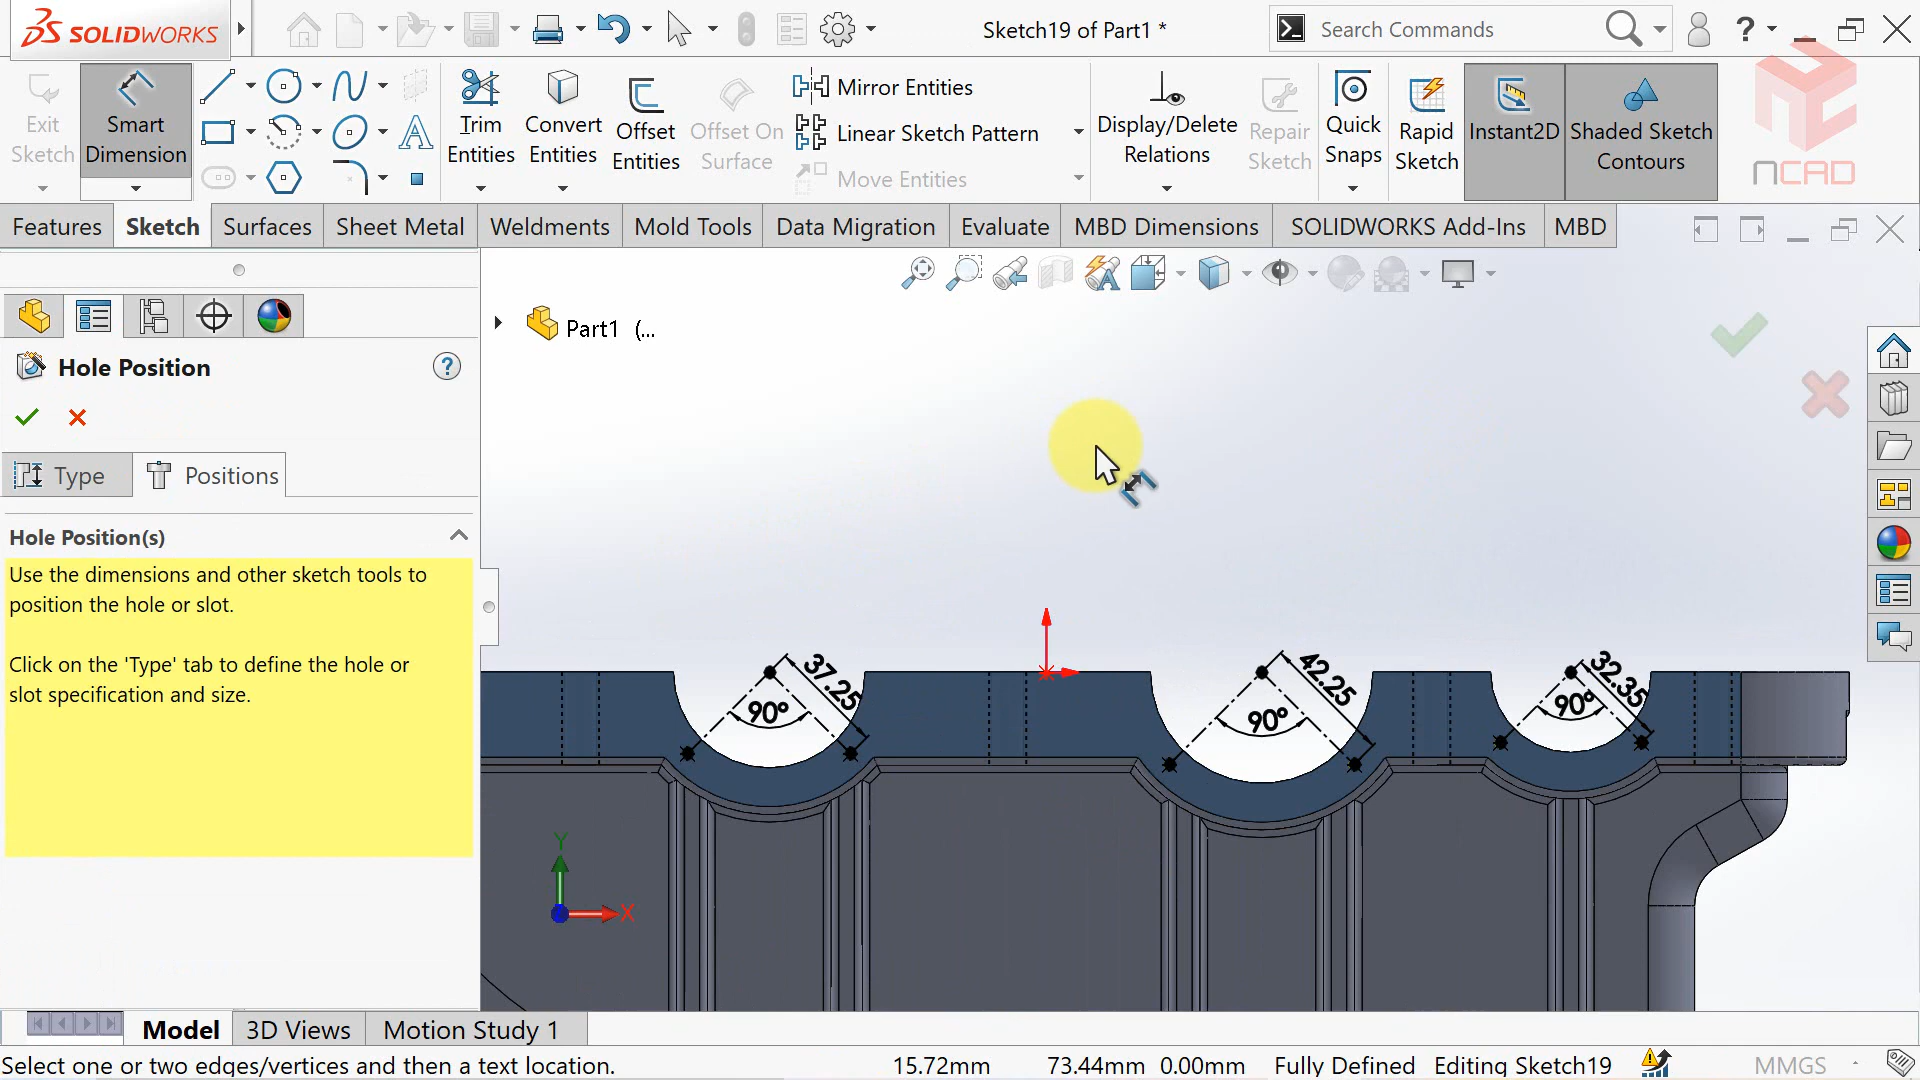 SOLIDWORKS
Sketch19 of Part1 *
Search Commands
?
Exit
Sketch
Smart
Dimension
Trim
Entities
Convert
Entities
Offset
Entities
Offset On
Surface
Mirror Entities
Linear Sketch Pattern
Move Entities
Display/Delete
Relations
Repair
Sketch
Quick
Snaps
Rapid
Sketch
Instant2D
Shaded Sketch
Contours
NCAD
Features
Sketch
Surfaces
Sheet Metal
Weldments
Mold Tools
Data Migration
Evaluate
MBD Dimensions
SOLIDWORKS Add-Ins
MBD
Part1 (...
Hole Position
?
Type
Positions
Hole Position(s)
Use the dimensions and other sketch tools to
position the hole or slot.
Click on the 'Type' tab to define the hole or
slot specification and size.
37.25
90°
42.25
90°
32.35
90°
Y
X
Model
3D Views
Motion Study 1
Select one or two edges/vertices and then a text location.
15.72mm
73.44mm
0.00mm
Fully Defined
Editing Sketch19
MMGS